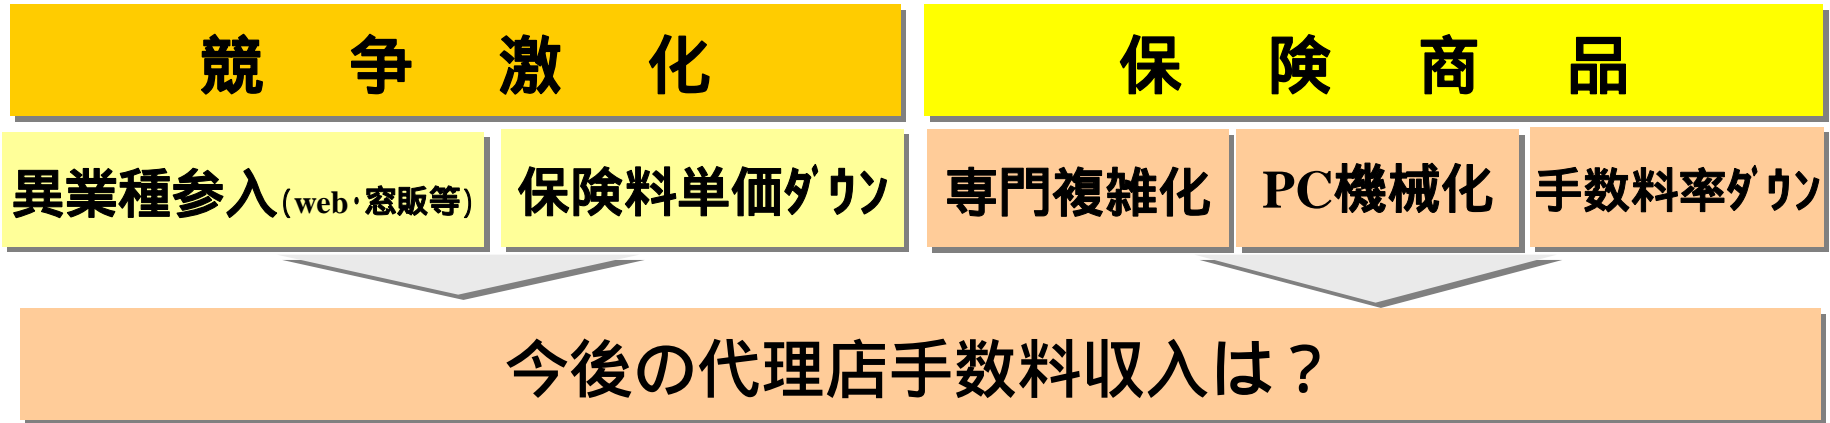 競争激化
保険商品
異業種参入(web･窓販等)
保険料単価ﾀﾞｳﾝ
専門複雑化
PC機械化
手数料率ﾀﾞｳﾝ
今後の代理店手数料収入は？